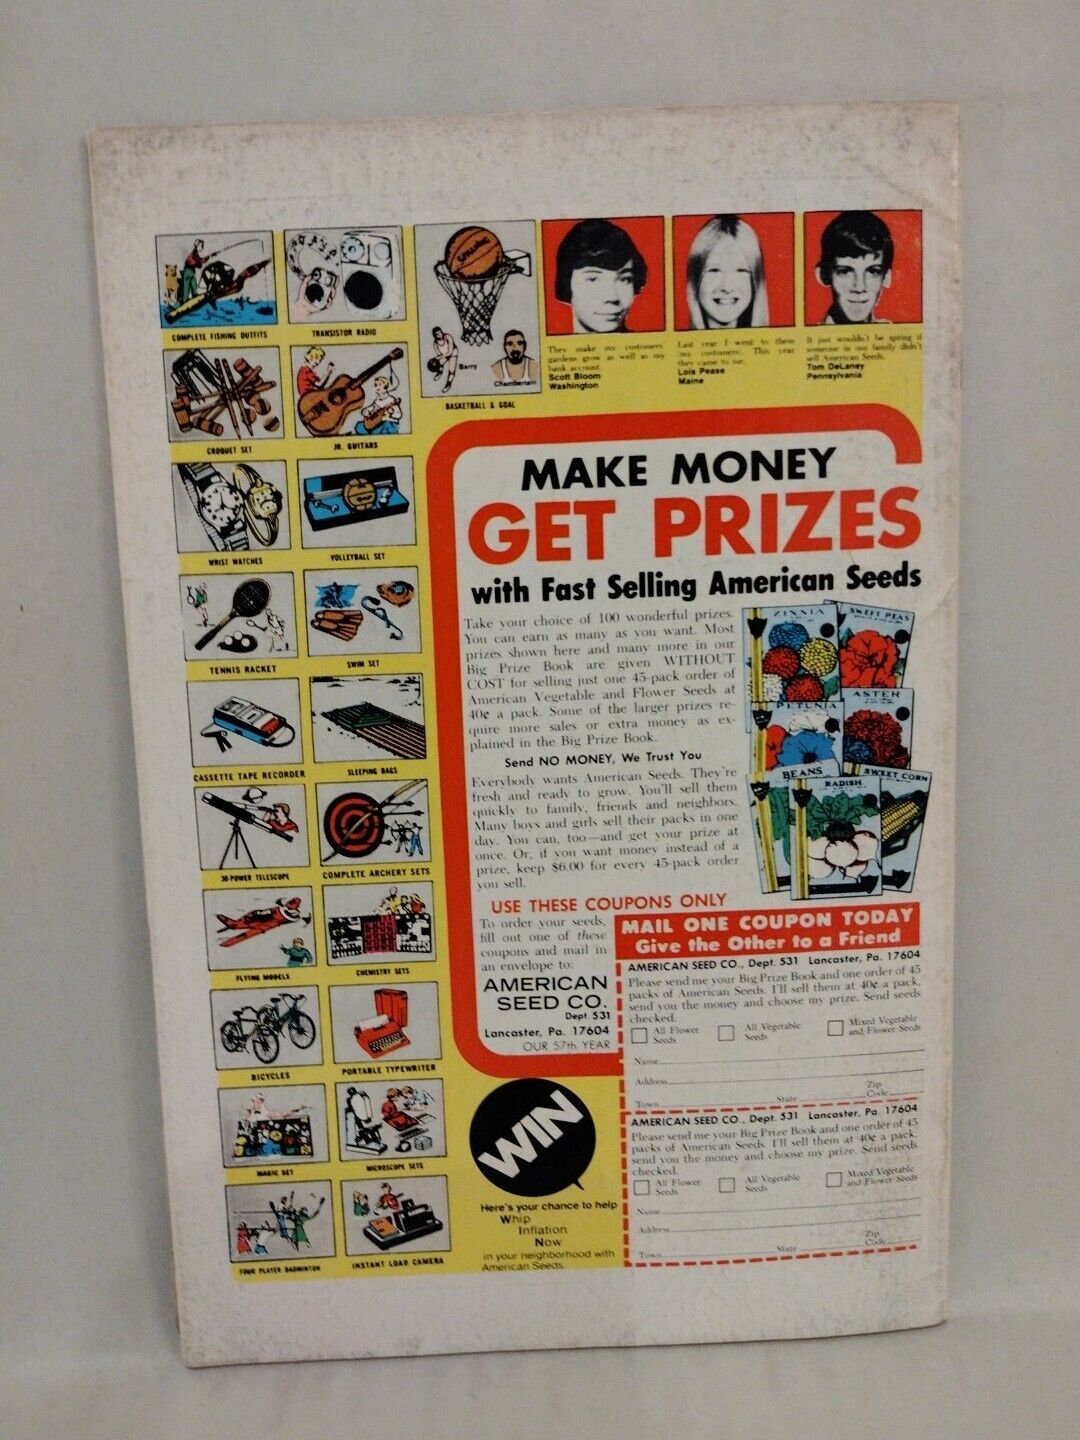 COMPLETE FISHING OUTFITS
TRANSISTOR RADIO
CROQUET SET
JR. GUITARS
Spalding
Barry
Chamberlain
BASKETBALL & GOAL
WRIST WATCHES
VOLLEYBALL SET
TENNIS RACKET
SWIM SET
CASSETTE TAPE RECORDER
SLEEPING BAGS
30-POWER TELESCOPE
COMPLETE ARCHERY SETS
FLYING MODELS
CHEMISTRY SETS
BICYCLES
PORTABLE TYPEWRITER
MAGIC SET
MICROSCOPE SETS
FOUR PLAYER BADMINTON
INSTANT LOAD CAMERA
They make my customers'
gardens grow as well as my
bank account
Scott Bloom
Washington
Last year I went to them
my customers. This year
they came to me.
Lois Pease
Maine
It just wouldn't be spring if
someone in our family didn't
sell American Seeds.
Tom DeLaney
Pennsylvania
MAKE MONEY
GET PRIZES
with Fast Selling American Seeds
Take your choice of 100 wonderful prizes.
You can earn as many as you want. Most
prizes shown here and many more in our
Big Prize Book are given WITHOUT
COST for selling just one 45-pack order of
American Vegetable and Flower Seeds at
40¢ a pack. Some of the larger prizes re-
quire more sales or extra money as ex-
plained in the Big Prize Book.
Send NO MONEY, We Trust You
Everybody wants American Seeds. They're
fresh and ready to grow. You'll sell them
quickly to family, friends and neighbors.
Many boys and girls sell their packs in one
day. You can, too—and get your prize at
once. Or, if you want money instead of a
prize, keep $6.00 for every 45-pack order
you sell.
ZINNIA
SWEET PEAS
PETUNIA
ASTER
BEANS
RADISH
SWEET CORN
USE THESE COUPONS ONLY
To order your seeds,
fill out one of these
coupons and mail in
an envelope to:
AMERICAN
SEED CO.
Dept. 531
Lancaster, Pa. 17604
OUR 57th YEAR
MAIL ONE COUPON TODAY
Give the Other to a Friend
AMERICAN SEED CO., Dept. 531 Lancaster, Pa. 17604
Please send me your Big Prize Book and one order of 45
packs of American Seeds. I'll sell them at 40¢ a pack,
send you the money and choose my prize. Send seeds
checked.
All Flower
Seeds
All Vegetable
Seeds
Mixed Vegetable
and Flower Seeds
Name
Address
Town State Zip Code
AMERICAN SEED CO., Dept. 531 Lancaster, Pa. 17604
Please send me your Big Prize Book and one order of 45
packs of American Seeds. I'll sell them at 40¢ a pack,
send you the money and choose my prize. Send seeds
checked.
All Flower
Seeds
All Vegetable
Seeds
Mixed Vegetable
and Flower Seeds
Name
Address
Town State Zip Code
WIN
Here's your chance to help
Whip
Inflation
Now
in your neighborhood with
American Seeds.